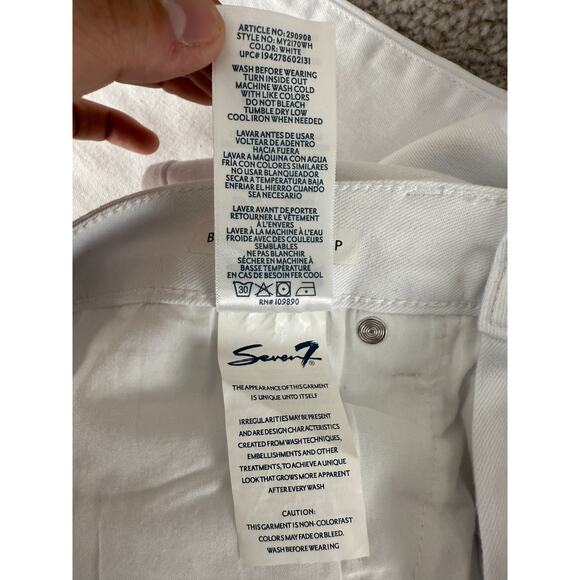 ARTICLE NO: 290908
STYLE NO: MY2170WH
COLOR: WHITE
UPC# 194278602131
WASH BEFORE WEARING
TURN INSIDE OUT
MACHINE WASH COLD
WITH LIKE COLORS
DO NOT BLEACH
TUMBLE DRY LOW
COOL IRON WHEN NEEDED
LAVAR ANTES DE USAR
VOLTEAR DE ADENTRO
HACIA FUERA
LAVAR A MÁQUINA CON AGUA
FRÍA CON COLORES SIMILARES
NO USAR BLANQUEADOR
SECAR A TEMPERATURA BAJA
ENFRIAR EL HIERRO CUANDO
SEA NECESARIO
LAVER AVANT DE PORTER
RETOURNER LE VÊTEMENT
À L'ENVERS
LAVER À LA MACHINE À L'EAU
FROIDE AVEC DES COULEURS
SEMBLABLES
NE PAS BLANCHIR
SÉCHER EN MACHINE À
BASSE TEMPÉRATURE
EN CAS DE BESOIN FER COOL
30
RN# 109890
B P
Seven7®
THE APPEARANCE OF THIS GARMENT
IS UNIQUE UNTO ITSELF
IRREGULARITIES MAY BE PRESENT
AND ARE DESIGN CHARACTERISTICS
CREATED FROM WASH TECHNIQUES,
EMBELLISHMENTS AND OTHER
TREATMENTS, TO ACHIEVE A UNIQUE
LOOK THAT GROWS MORE APPARENT
AFTER EVERY WASH
CAUTION:
THIS GARMENT IS NON-COLORFAST
COLORS MAY FADE OR BLEED.
WASH BEFORE WEARING